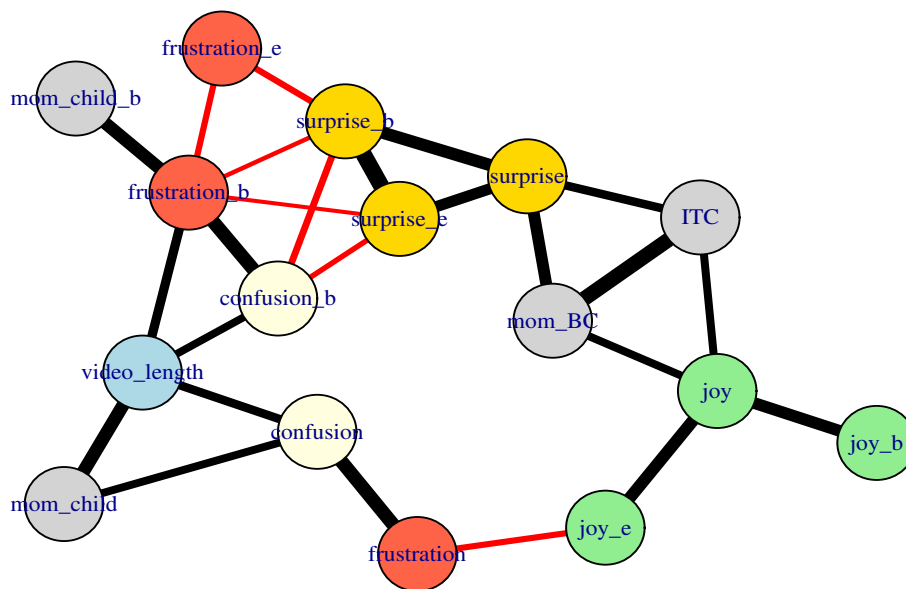 frustration_e
mom_child_b
surprise_b
surprise
frustration_b
ITC
surprise_e
confusion_b
mom_BC
video_length
joy
confusion
joy_b
mom_child
joy_e
frustration